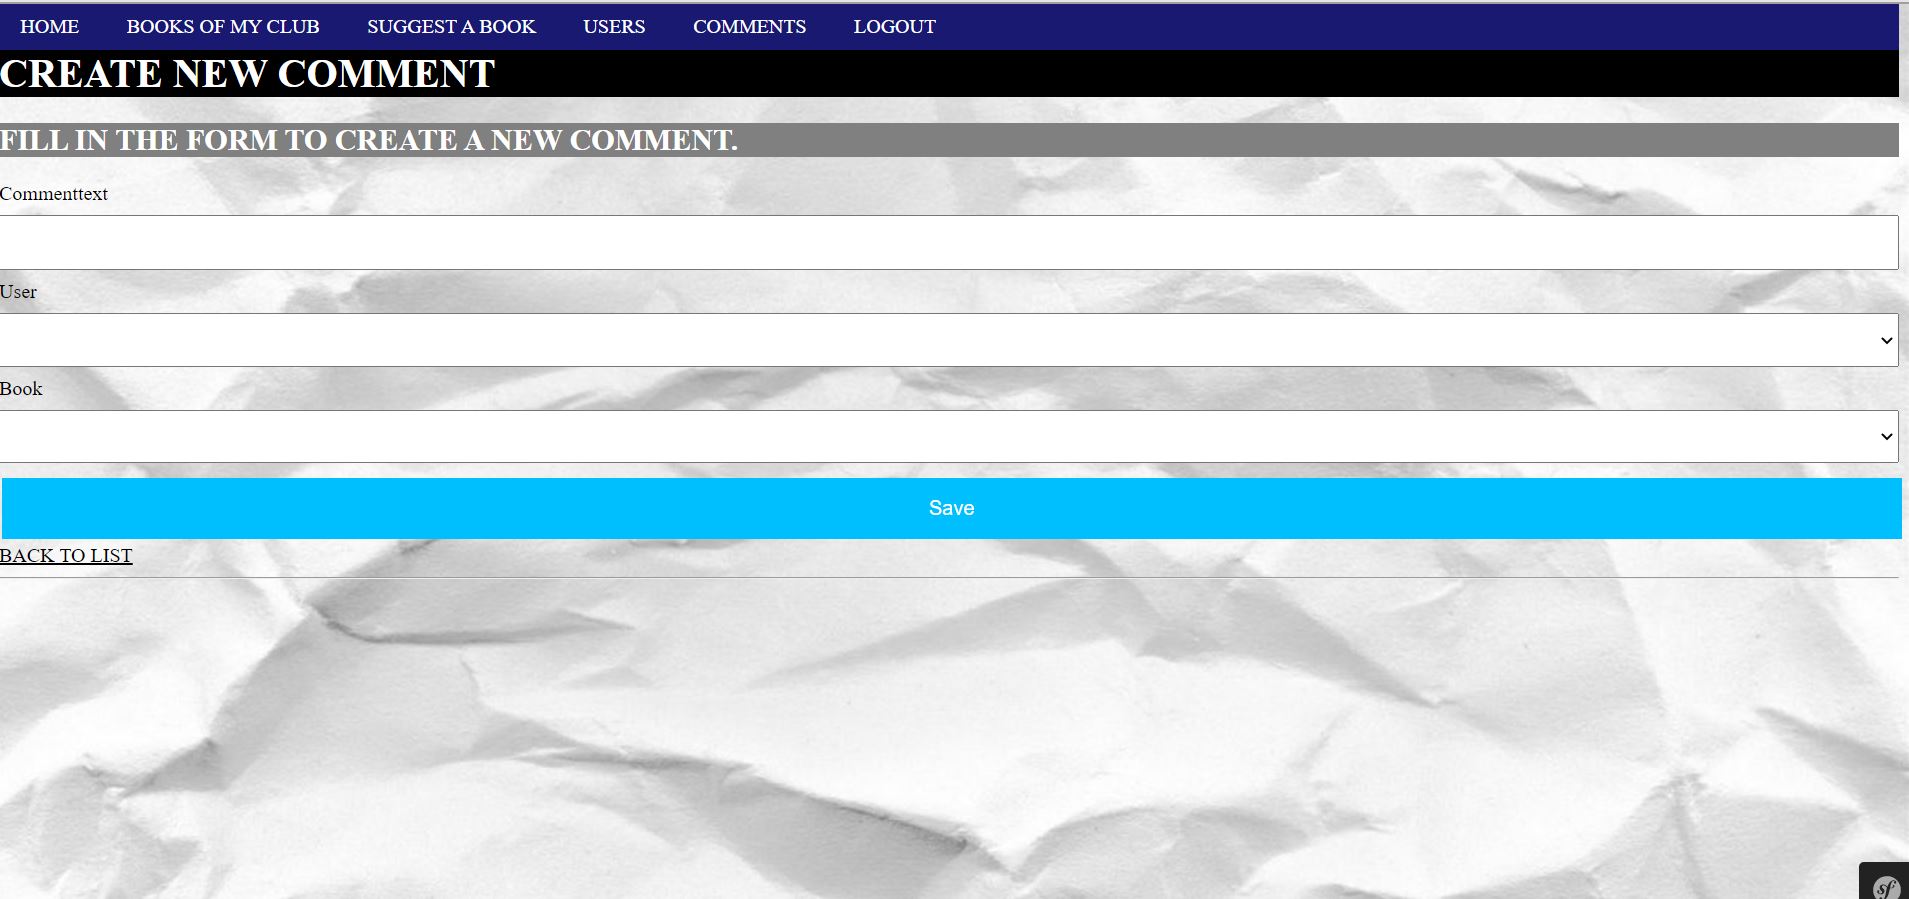 HOME BOOKS OF MY CLUB SUGGEST A BOOK USERS COMMENTS LOGOUT
CREATE NEW COMMENT
FILL IN THE FORM TO CREATE A NEW COMMENT.
Commenttext
User
Book
Save
BACK TO LIST
sf